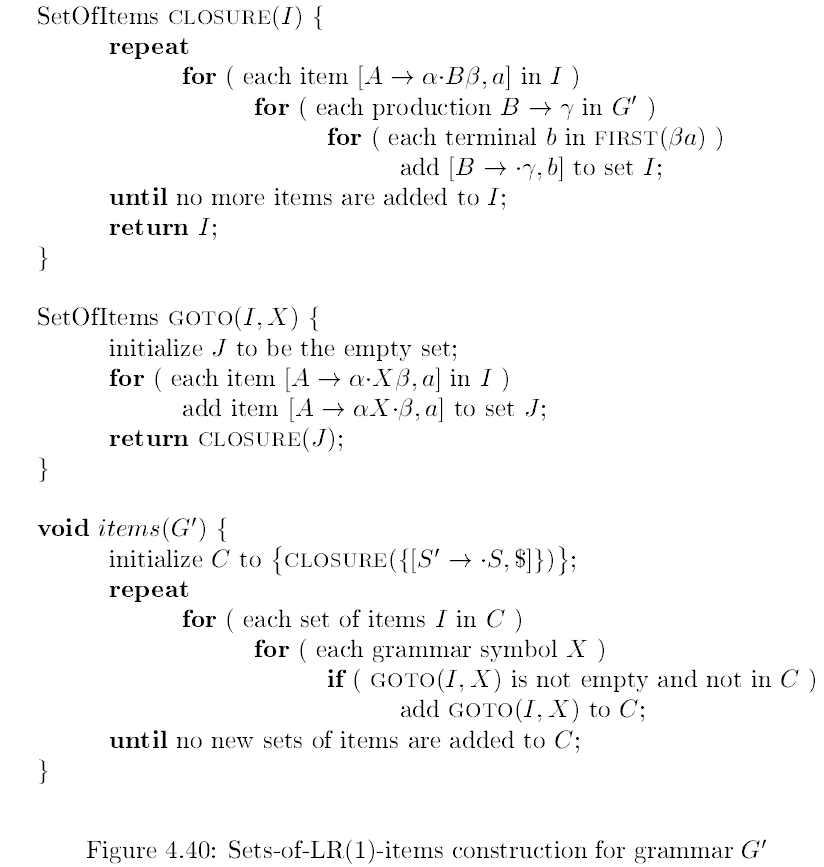 SetOfItems CLOSURE(I) {
repeat
for ( each item [A → α·Bβ, a] in I )
for ( each production B → γ in G′ )
for ( each terminal b in FIRST(βa) )
add [B → ·γ, b] to set I;
until no more items are added to I;
return I;
}
SetOfItems GOTO(I, X) {
initialize J to be the empty set;
for ( each item [A → α·Xβ, a] in I )
add item [A → αX·β, a] to set J;
return CLOSURE(J);
}
void items(G′) {
initialize C to {CLOSURE({[S′ → ·S, $]})};
repeat
for ( each set of items I in C )
for ( each grammar symbol X )
if ( GOTO(I, X) is not empty and not in C )
add GOTO(I, X) to C;
until no new sets of items are added to C;
}
Figure 4.40: Sets-of-LR(1)-items construction for grammar G′